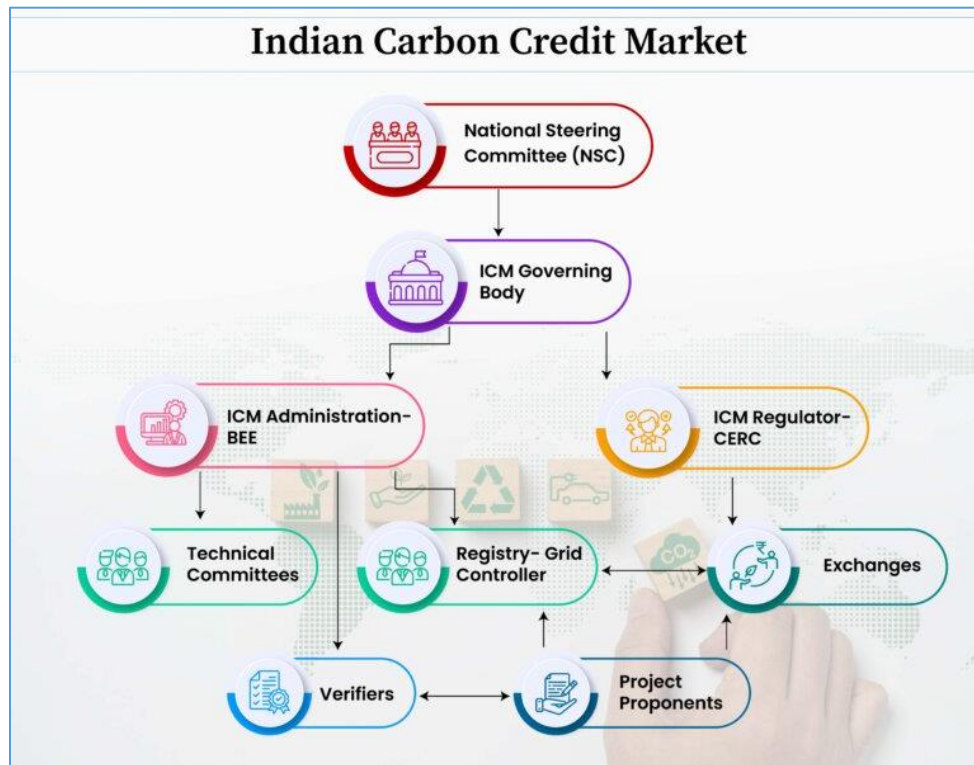 Indian Carbon Credit Market
National Steering
Committee (NSC)
ICM Governing
Body
ICM Administration-
BEE
ICM Regulator-
CERC
Technical
Committees
Registry- Grid
Controller
Exchanges
CO₂
₹
Verifiers
Project
Proponents